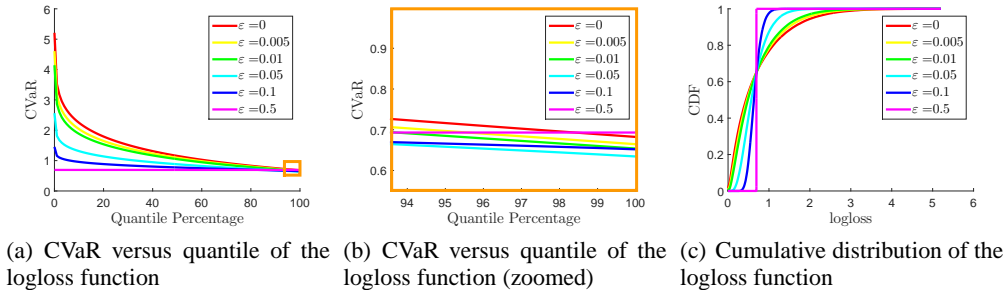 6
5
4
3
2
1
0
CVaR
0 20 40 60 80 100
Quantile Percentage
ε =0
ε =0.005
ε =0.01
ε =0.05
ε =0.1
ε =0.5
0.9
0.8
0.7
0.6
CVaR
94 95 96 97 98 99 100
Quantile Percentage
ε =0
ε =0.005
ε =0.01
ε =0.05
ε =0.1
ε =0.5
1
0.8
0.6
0.4
0.2
0
CDF
0 1 2 3 4 5 6
logloss
ε =0
ε =0.005
ε =0.01
ε =0.05
ε =0.1
ε =0.5
(a) CVaR versus quantile of the
logloss function
(b) CVaR versus quantile of the
logloss function (zoomed)
(c) Cumulative distribution of the
logloss function